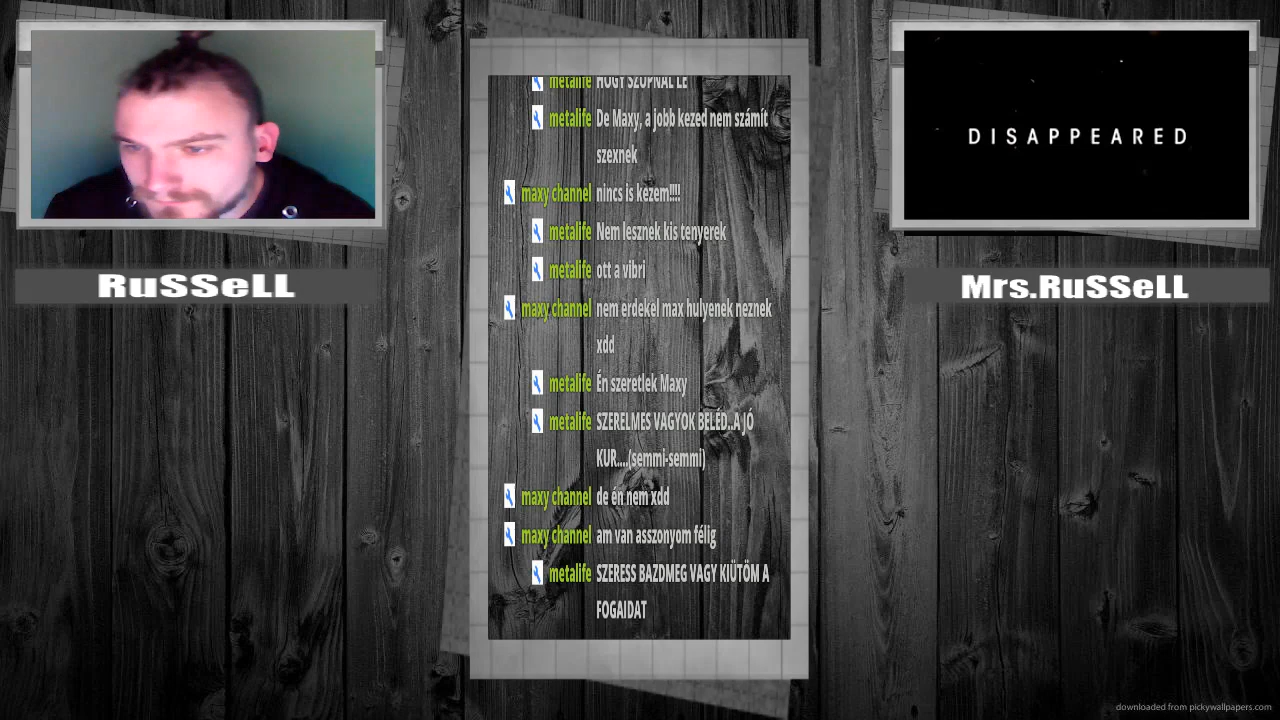 metalife HOGY SZOPNÁL LE
metalife De Maxy, a jobb kezed nem számít
szexnek
maxy channel nincs is kezem!!!!
metalife Nem lesznek kis tenyerek
metalife ott a vibri
maxy channel nem erdekel max hulyenek neznek
xdd
metalife Én szeretlek Maxy
metalife SZERELMES VAGYOK BELÉD..A JÓ
KUR....(semmi-semmi)
maxy channel de én nem xdd
maxy channel am van asszonyom félig
metalife SZERESS BAZDMEG VAGY KIÜTÖM A
FOGAIDAT
RuSSeLL
DISAPPEARED
Mrs.RuSSeLL
downloaded from pickywallpapers.com